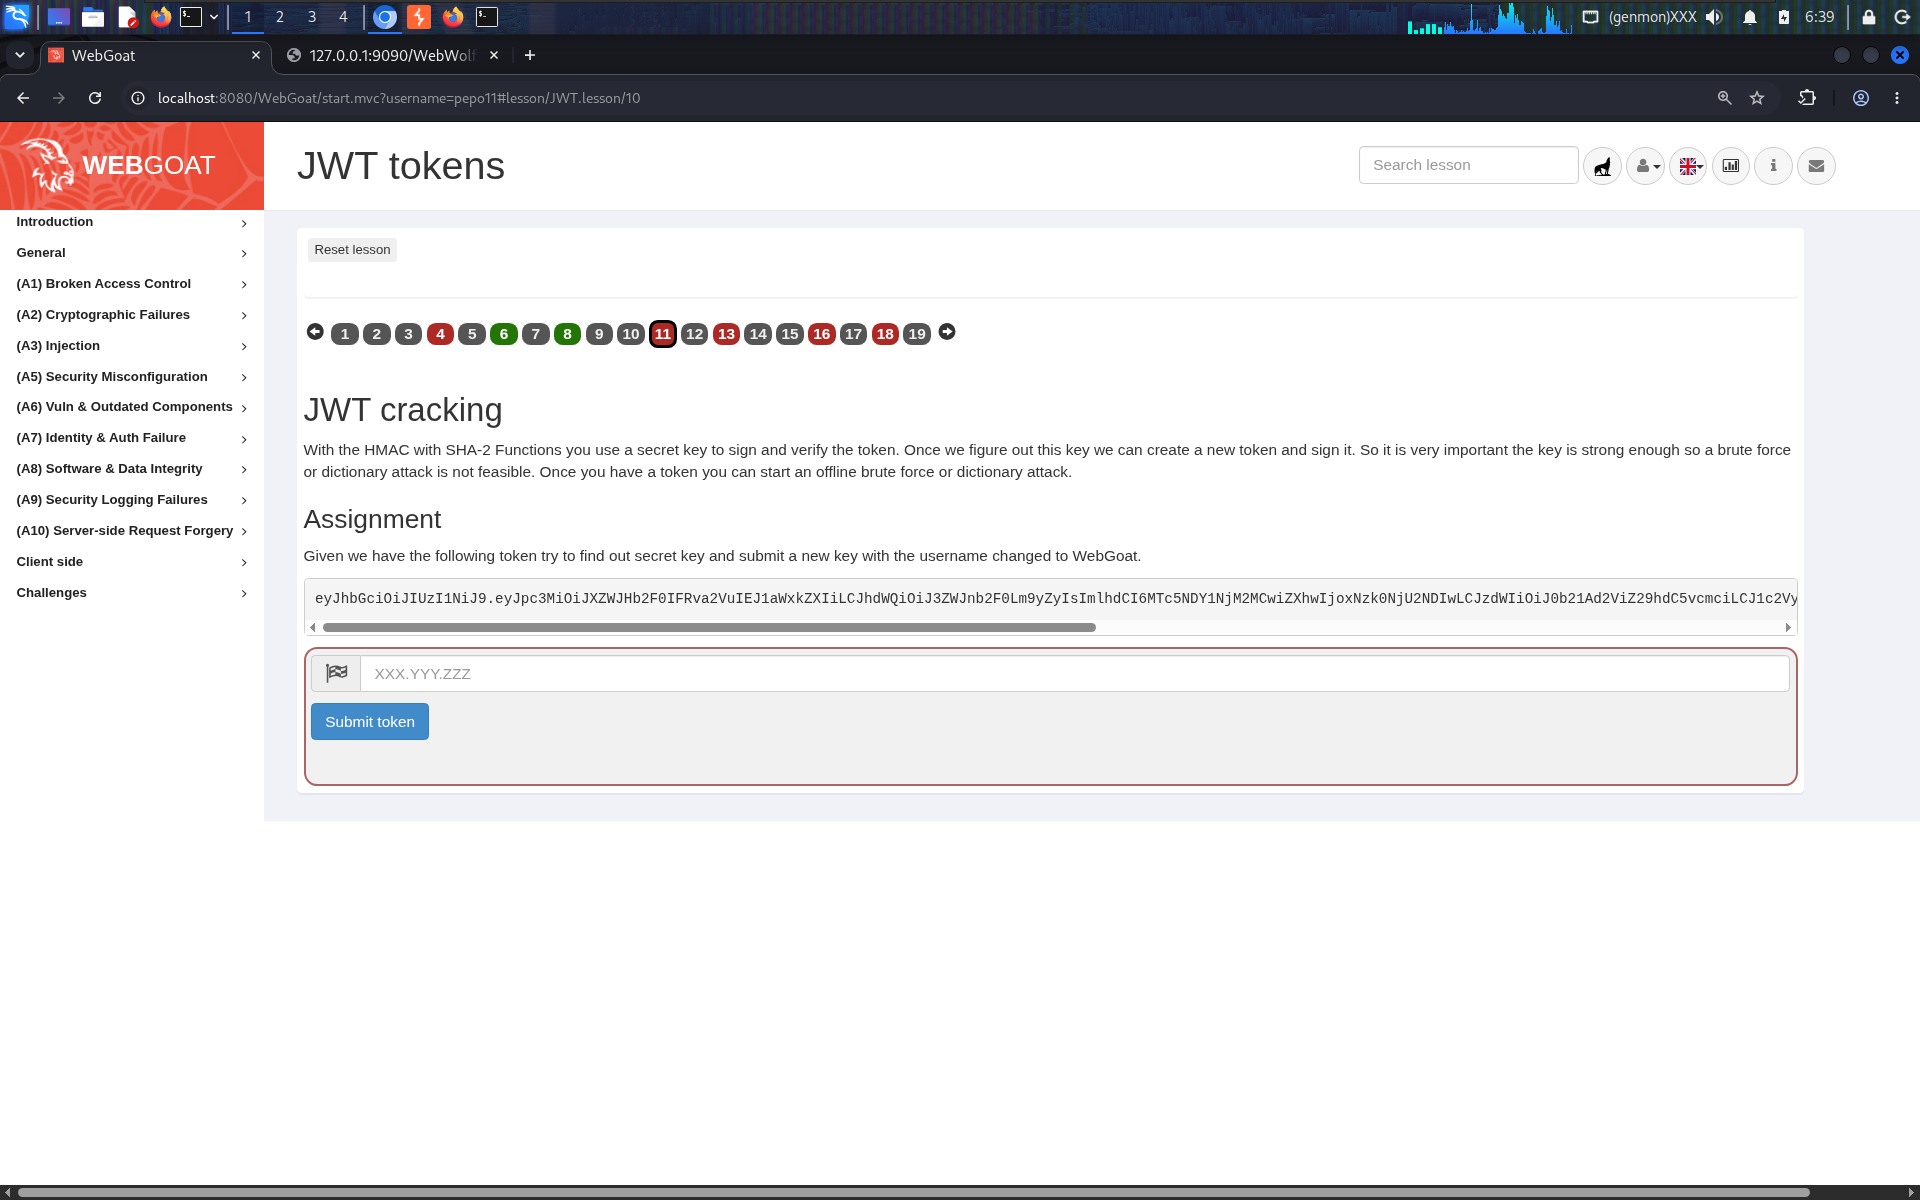 1 2 3 4 (genmon)XXX 6:39
WebGoat 127.0.0.1:9090/WebWolf
localhost:8080/WebGoat/start.mvc?username=pepo11#lesson/JWT.lesson/10
WEBGOAT
JWT tokens
Search lesson
Introduction
General
(A1) Broken Access Control
(A2) Cryptographic Failures
(A3) Injection
(A5) Security Misconfiguration
(A6) Vuln & Outdated Components
(A7) Identity & Auth Failure
(A8) Software & Data Integrity
(A9) Security Logging Failures
(A10) Server-side Request Forgery
Client side
Challenges
Reset lesson
1 2 3 4 5 6 7 8 9 10 11 12 13 14 15 16 17 18 19
JWT cracking
With the HMAC with SHA-2 Functions you use a secret key to sign and verify the token. Once we figure out this key we can create a new token and sign it. So it is very important the key is strong enough so a brute force
or dictionary attack is not feasible. Once you have a token you can start an offline brute force or dictionary attack.
Assignment
Given we have the following token try to find out secret key and submit a new key with the username changed to WebGoat.
eyJhbGciOiJIUzI1NiJ9.eyJpc3MiOiJXZWJHb2F0IFRva2VuIEJ1aWxkZXIiLCJhdWQiOiJ3ZWJnb2F0Lm9yZyIsImlhdCI6MTc5NDY1NjM2MCwiZXhwIjoxNzk0NjU2NDIwLCJzdWIiOiJ0b21Ad2ViZ29hdC5vcmciLCJ1c2Vy
XXX.YYY.ZZZ
Submit token